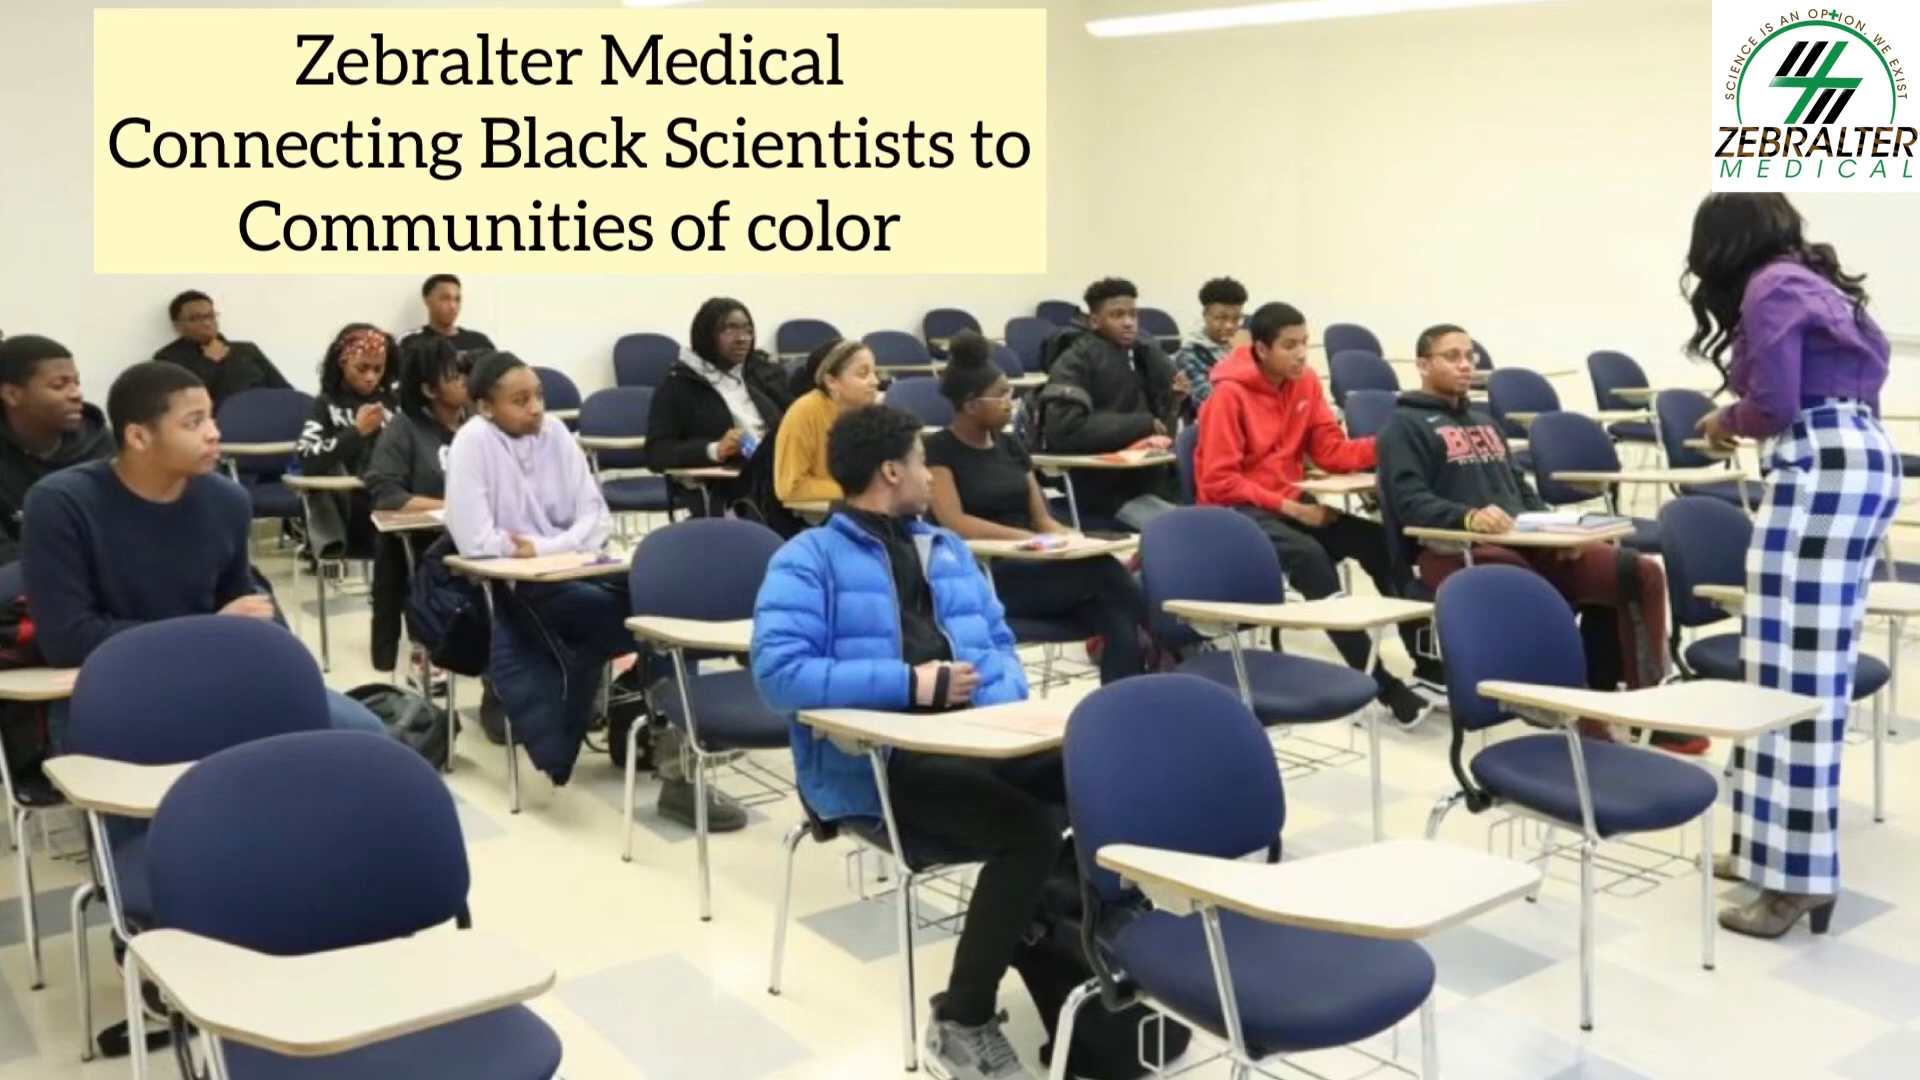 Zebralter Medical
Connecting Black Scientists to
Communities of color
SCIENCE IS AN OPTION, WE EXIST
ZEBRALTER
MEDICAL